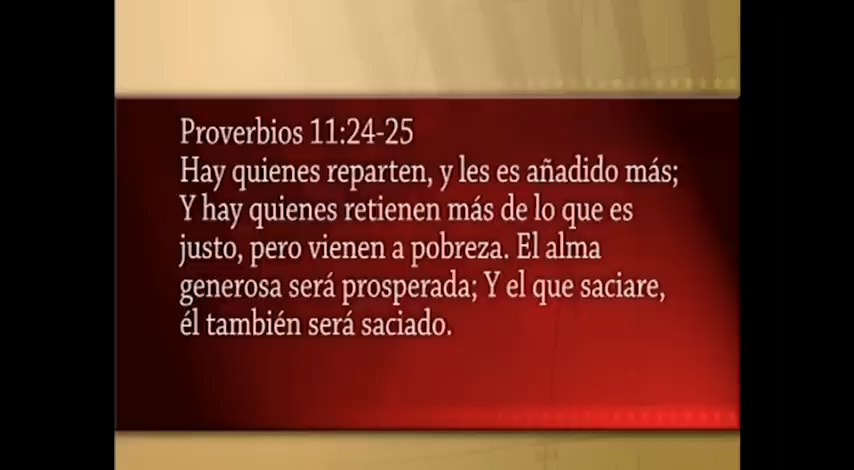 Proverbios 11:24-25
Hay quienes reparten, y les es añadido más;
Y hay quienes retienen más de lo que es
justo, pero vienen a pobreza. El alma
generosa será prosperada; Y el que saciare,
él también será saciado.